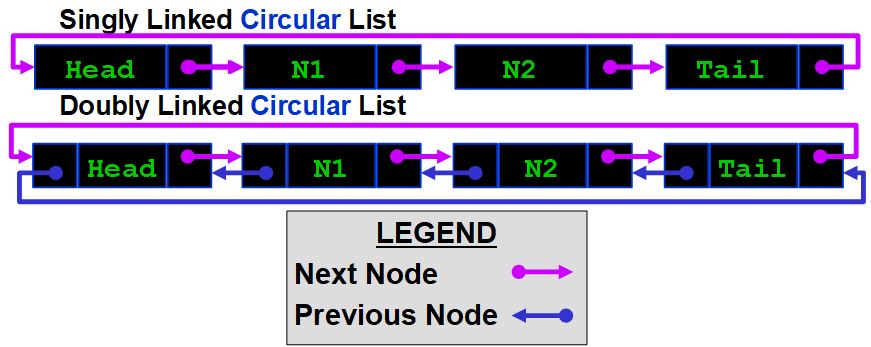 Singly Linked Circular List
Head N1 N2 Tail
Doubly Linked Circular List
Head N1 N2 Tail
LEGEND
Next Node
Previous Node